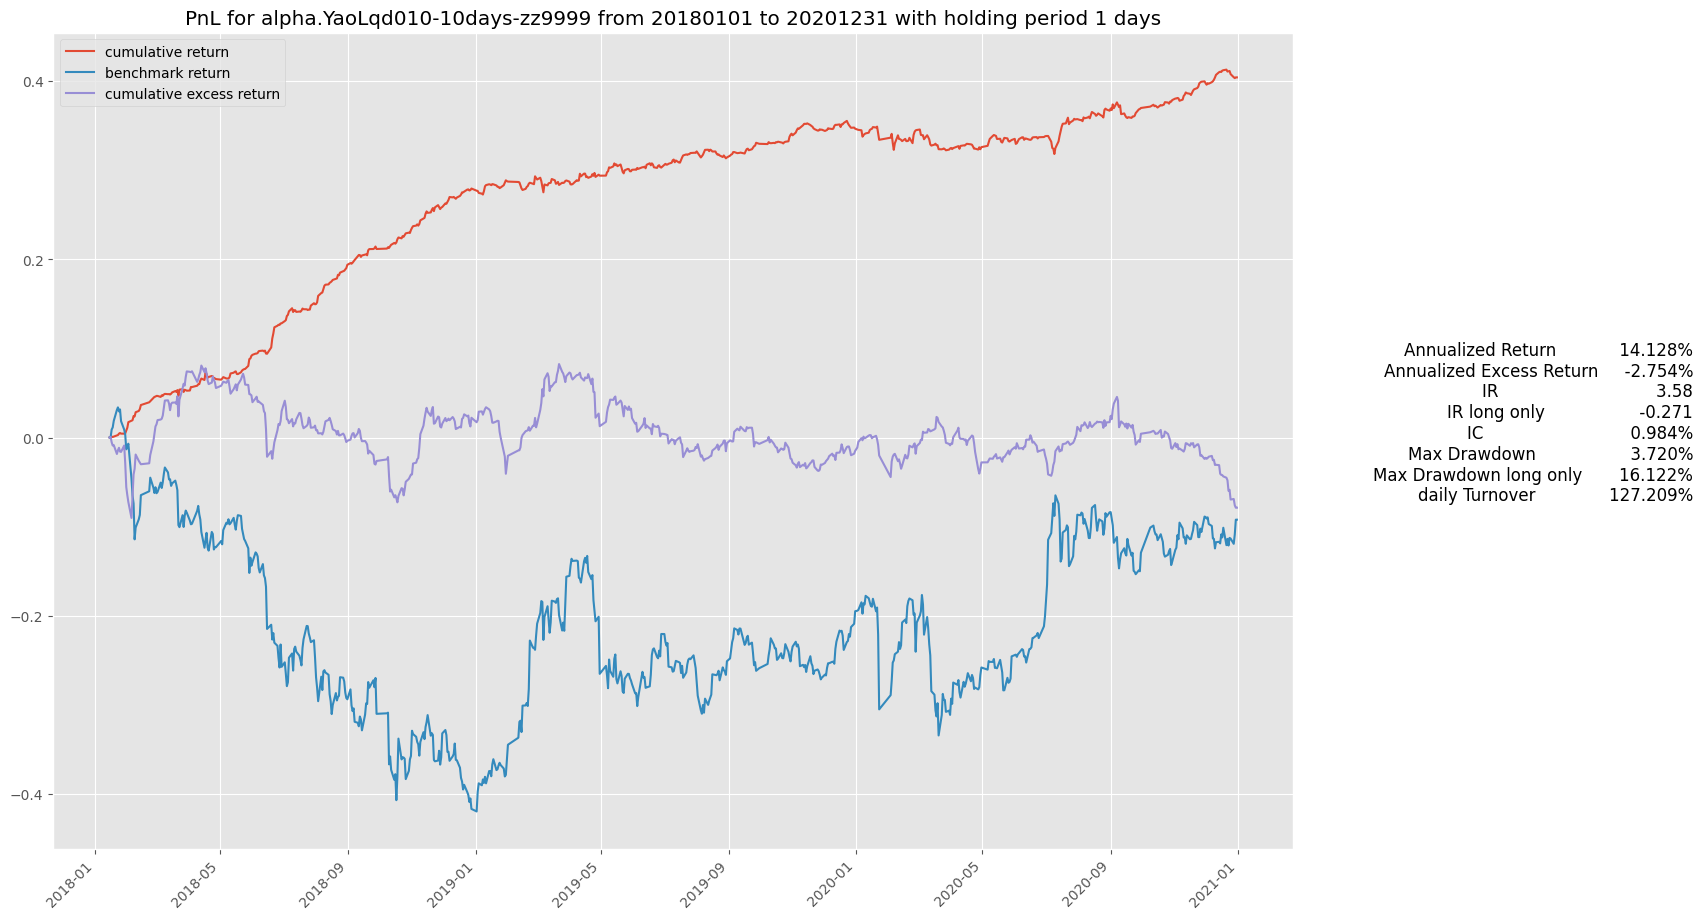 PnL for alpha.YaoLqd010-10days-zz9999 from 20180101 to 20201231 with holding period 1 days
cumulative return
benchmark return
cumulative excess return
0.4
0.2
0.0
−0.2
−0.4
2018-01
2018-05
2018-09
2019-01
2019-05
2019-09
2020-01
2020-05
2020-09
2021-01
Annualized Return 14.128%
Annualized Excess Return -2.754%
IR 3.58
IR long only -0.271
IC 0.984%
Max Drawdown 3.720%
Max Drawdown long only 16.122%
daily Turnover 127.209%